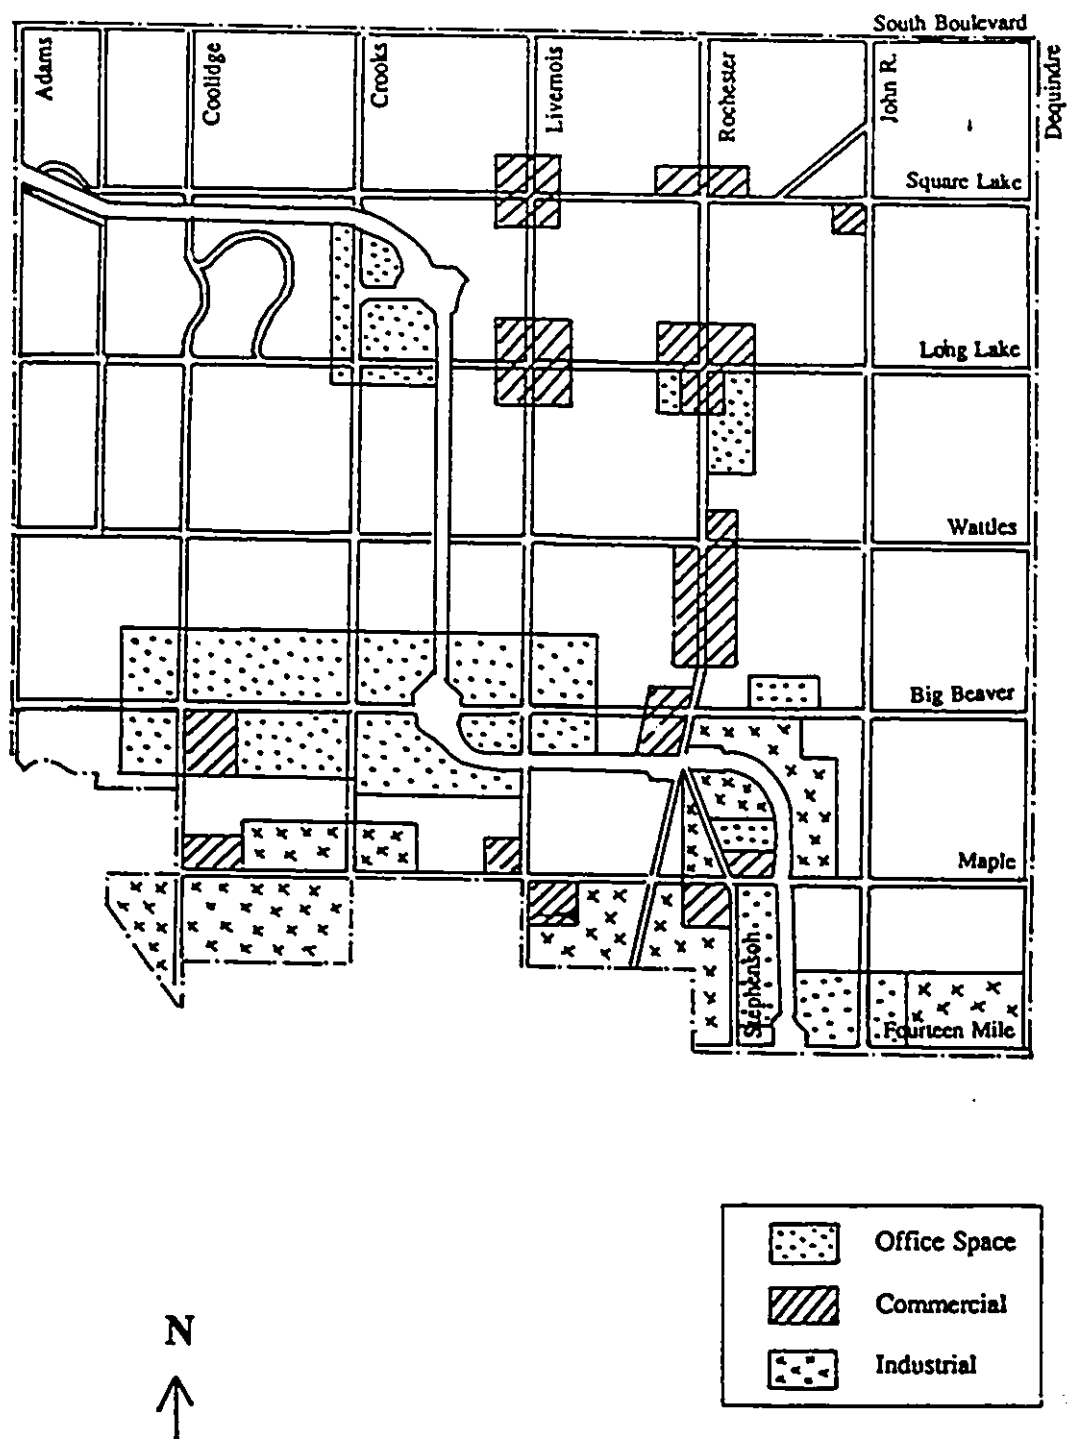 South Boulevard
Adams
Coolidge
Crooks
Livernois
Rochester
John R.
Dequindre
Square Lake
Long Lake
Wattles
Big Beaver
Maple
Stephenson
Fourteen Mile
Office Space
Commercial
Industrial
N